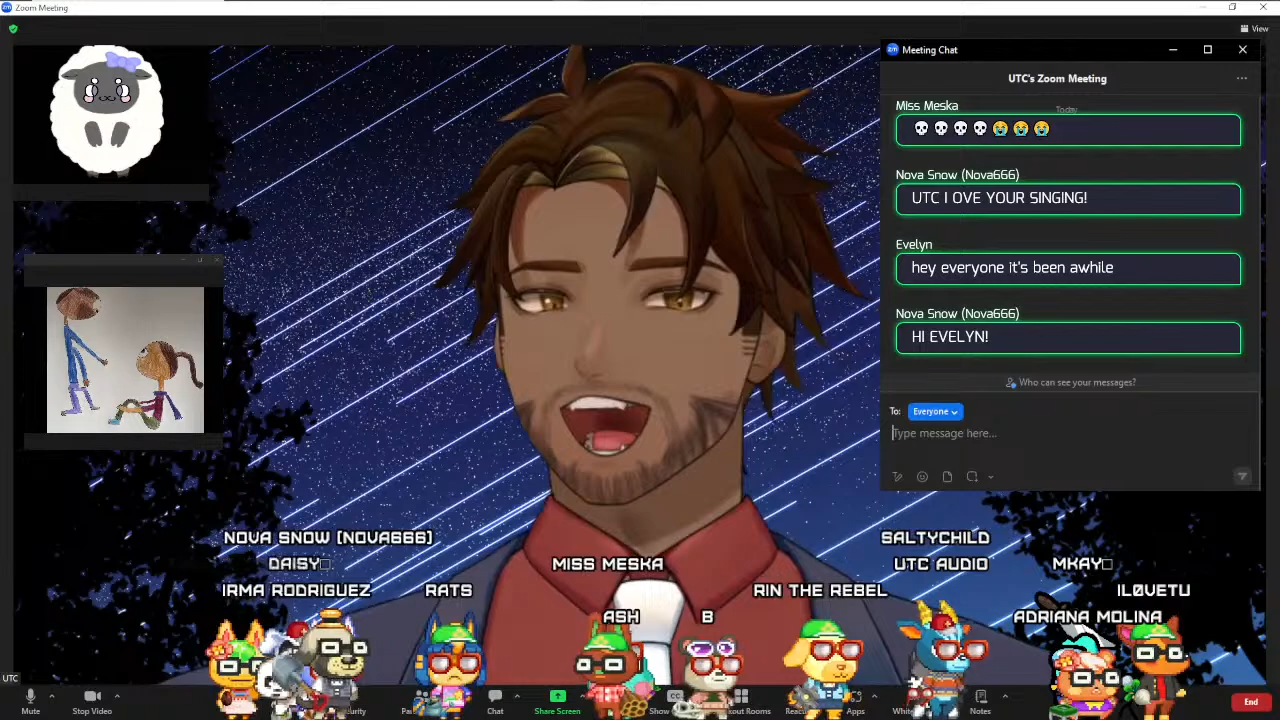 Zoom Meeting
View
Meeting Chat
UTC's Zoom Meeting
Today
Miss Meska
💀💀💀💀😭😭😭
Nova Snow (Nova666)
UTC I OVE YOUR SINGING!
Evelyn
hey everyone it's been awhile
Nova Snow (Nova666)
HI EVELYN!
Who can see your messages?
To: Everyone
Type message here...
NOVA SNOW [NOVA666]
SALTYCHILD
DAISY□
MISS MESKA
UTC AUDIO
MKAY□
IRMA RODRIGUEZ
RATS
RIN THE REBEL
ILØVETU
ASH
B
ADRIANA MOLINA
UTC
Mute
Stop Video
Chat
Share Screen
Show
Apps
Notes
End